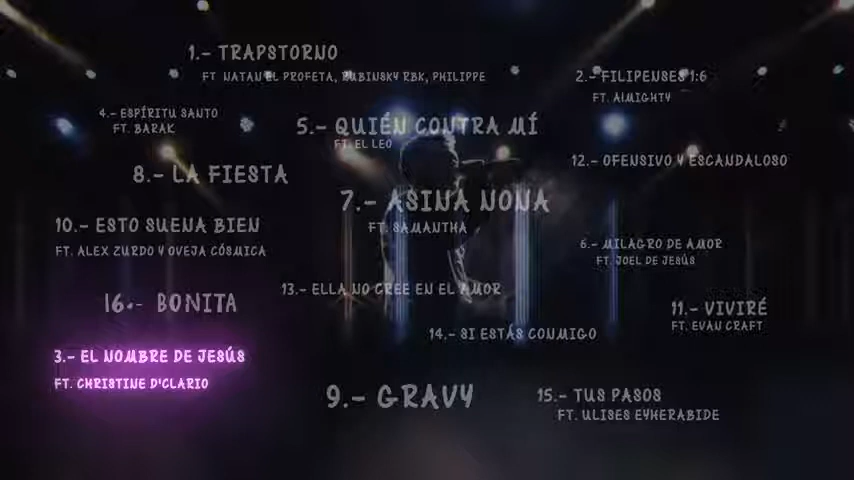 1.- TRAPSTORNO
FT NATAN EL PROFETA, RUBINSKY RBK, PHILIPPE
2.- FILIPENSES 1:6
FT. AlMIGHTY
4.- ESPÍRITU SANTO
FT. BARAK
5.- QUIÉN CONTRA MÍ
FT. EL LEO
12.- OFENSIVO Y ESCANDALOSO
8.- LA FIESTA
7.- ASINA NONA
FT. SAMANTHA
10.- ESTO SUENA BIEN
FT. ALEX ZURDO Y OVEJA CÓSMICA
6.- MILAGRO DE AMOR
FT. JOEL DE JESÚS
13.- ELLA NO CREE EN EL AMOR
16.- BONITA
11.- VIVIRÉ
FT. EVAN CRAFT
14.- SI ESTÁS CONMIGO
3.- EL NOMBRE DE JESÚS
FT. CHRISTINE D'CLARIO
9.- GRAVY
15.- TUS PASOS
FT. ULISES EYHERABIDE